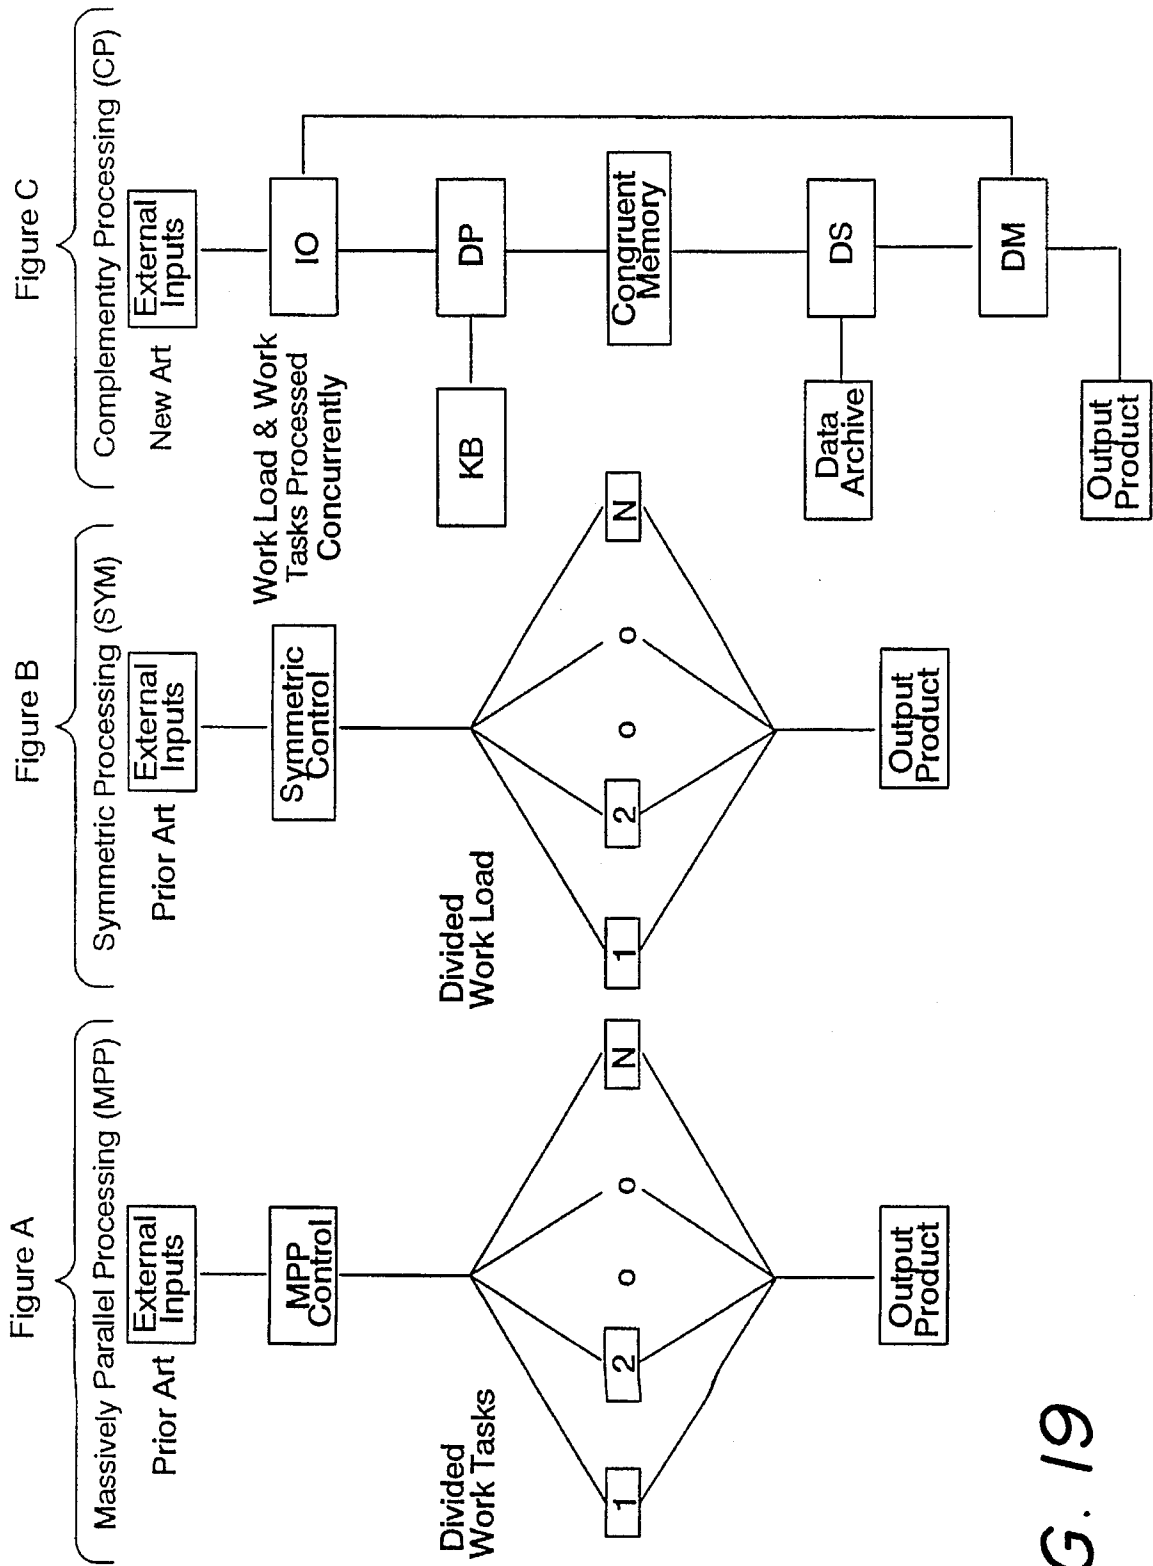 Figure A
Massively Parallel Processing (MPP)
Prior Art
External
Inputs
MPP
Control
Divided
Work Tasks
1
2
o
o
N
Output
Product
Figure B
Symmetric Processing (SYM)
Prior Art
External
Inputs
Symmetric
Control
Divided
Work Load
1
2
o
o
N
Output
Product
Figure C
Complementry Processing (CP)
New Art
External
Inputs
Work Load & Work
Tasks Processed
Concurrently
IO
KB
DP
Congruent
Memory
Data
Archive
DS
DM
Output
Product
G. 19